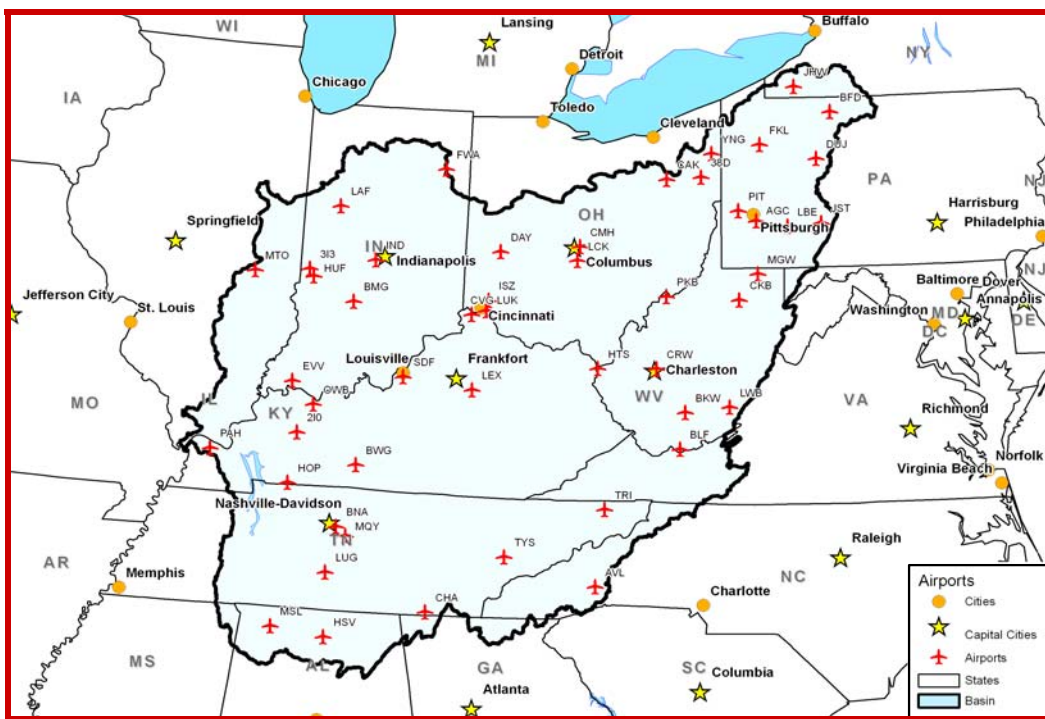 Lansing
Buffalo
WI
MI
NY
Detroit
JHW
Chicago
IA
BFD
Toledo
Cleveland
YNG
FKL
DUJ
FWA
CAK
38D
PA
NJ
LAF
PIT
AGC
LBE
JST
Harrisburg
Springfield
OH
Pittsburgh
Philadelphia
CMH
IN
IND
DAY
LCK
MTO
3I3
Indianapolis
Columbus
MGW
NJ
HUF
Baltimore
Dover
Jefferson City
BMG
ISZ
PKB
CKB
Annapolis
St. Louis
CVG
LUK
Washington
MD
DE
Cincinnati
DC
Louisville
SDF
Frankfort
HTS
CRW
Charleston
EVV
LEX
OWB
WV
LWB
MO
IL
KY
2I0
BKW
VA
Richmond
PAH
BLF
BWG
Norfolk
HOP
Virginia Beach
Nashville-Davidson
TRI
BNA
MQY
TN
TYS
Raleigh
AR
LUG
NC
Memphis
AVL
Charlotte
CHA
MSL
HSV
MS
AL
GA
SC
Columbia
Atlanta
Airports
Cities
Capital Cities
Airports
States
Basin